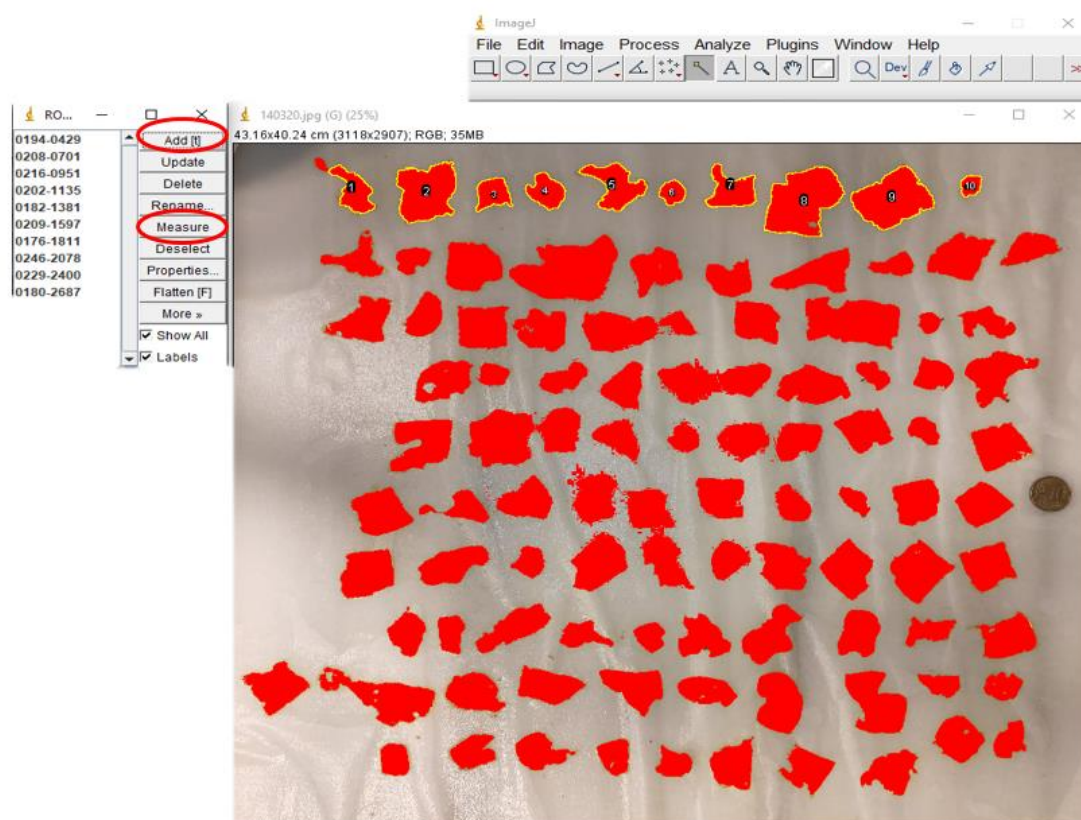 ImageJ
File Edit Image Process Analyze Plugins Window Help
A Dev
RO...
0194-0429
0208-0701
0216-0951
0202-1135
0182-1381
0209-1597
0176-1811
0246-2078
0229-2400
0180-2687
Add [t]
Update
Delete
Rename...
Measure
Deselect
Properties...
Flatten [F]
More »
Show All
Labels
140320.jpg (G) (25%)
43.16x40.24 cm (3118x2907); RGB; 35MB
1 2 3 4 5 6 7 8 9 10